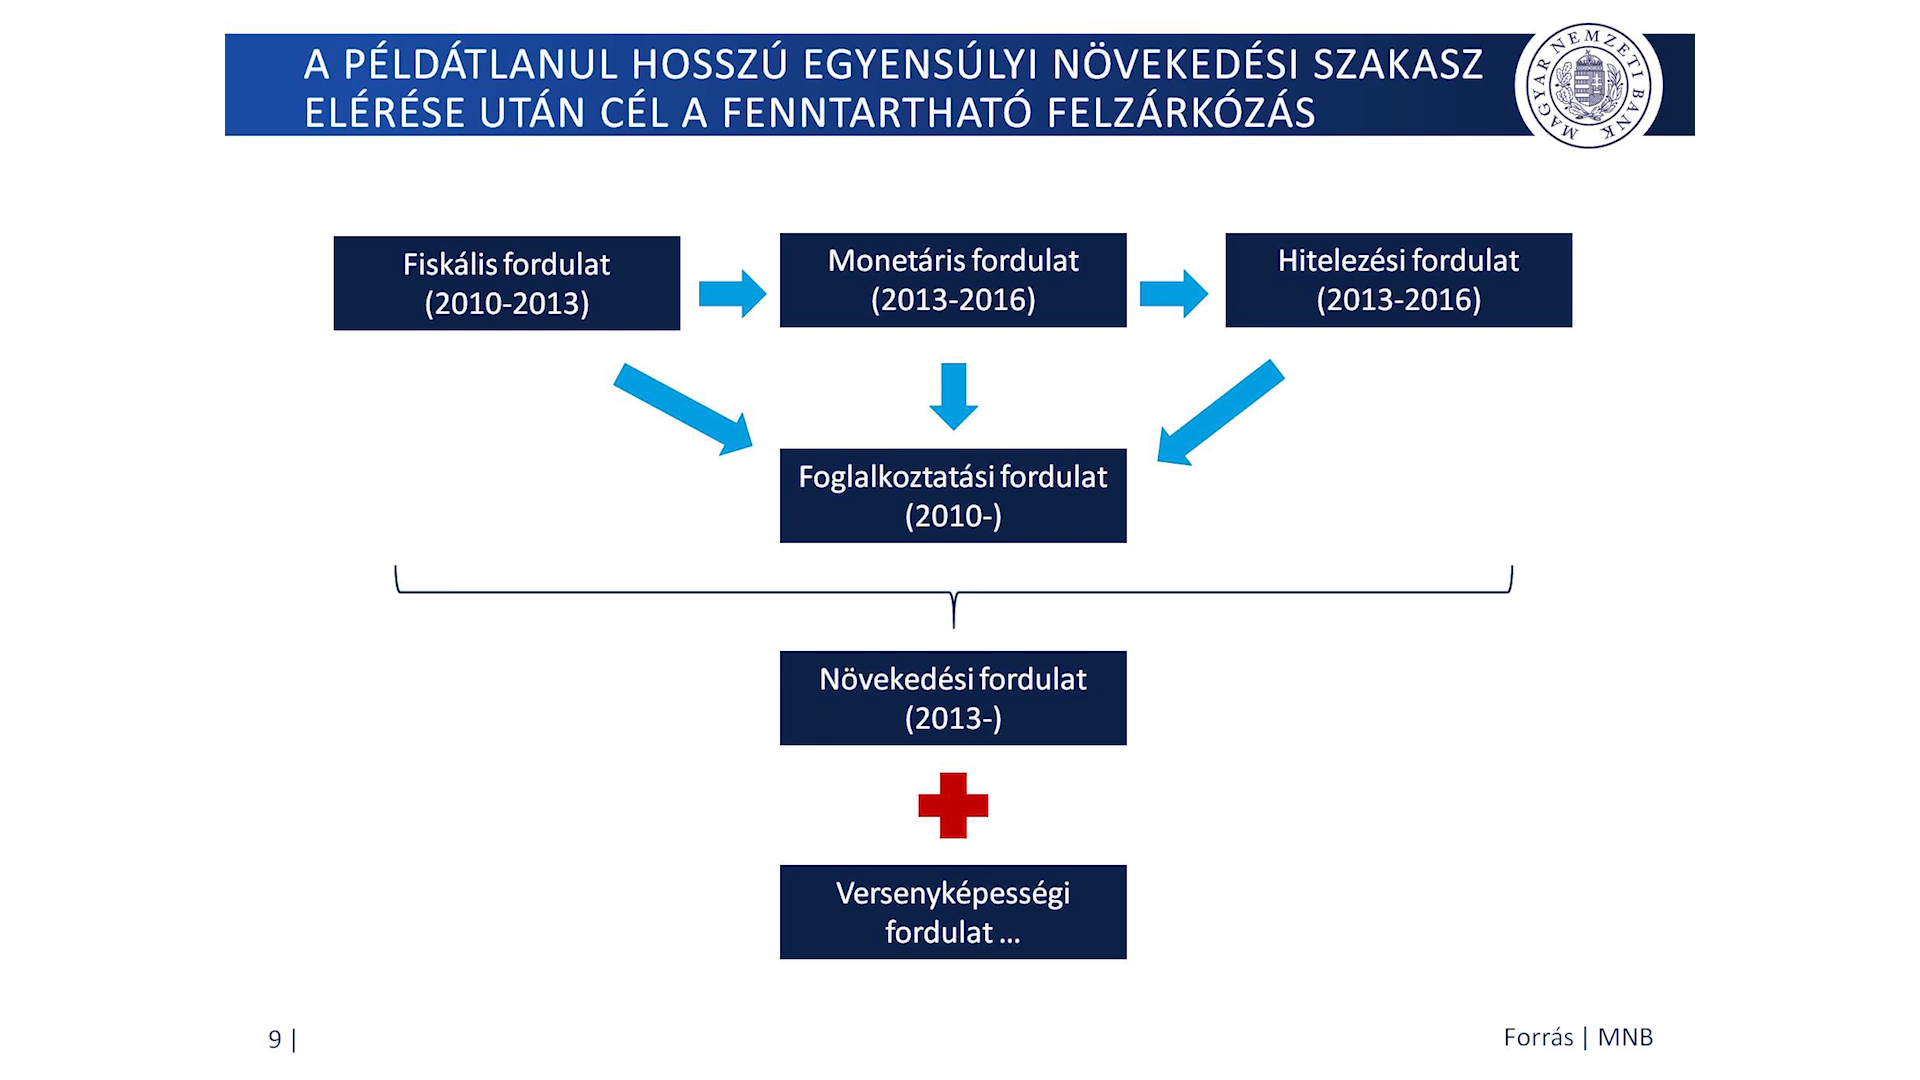 A PÉLDÁTLANUL HOSSZÚ EGYENSÚLYI NÖVEKEDÉSI SZAKASZ
ELÉRÉSE UTÁN CÉL A FENNTARTHATÓ FELZÁRKÓZÁS
MAGYAR NEMZETI BANK
Fiskális fordulat
(2010-2013)
Monetáris fordulat
(2013-2016)
Hitelezési fordulat
(2013-2016)
Foglalkoztatási fordulat
(2010-)
Növekedési fordulat
(2013-)
Versenyképességi
fordulat ...
9 |
Forrás | MNB